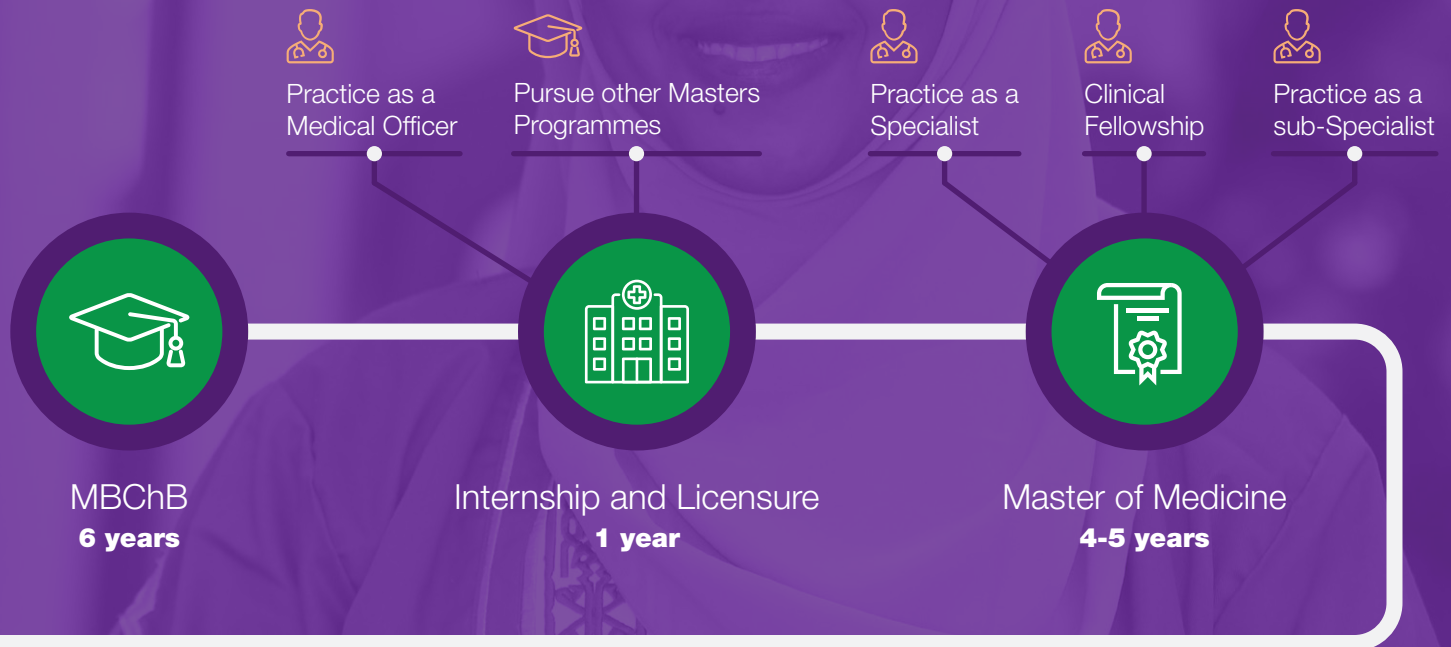 Practice as a
Medical Officer
Pursue other Masters
Programmes
Practice as a
Specialist
Clinical
Fellowship
Practice as a
sub-Specialist
MBChB
6 years
Internship and Licensure
1 year
Master of Medicine
4-5 years